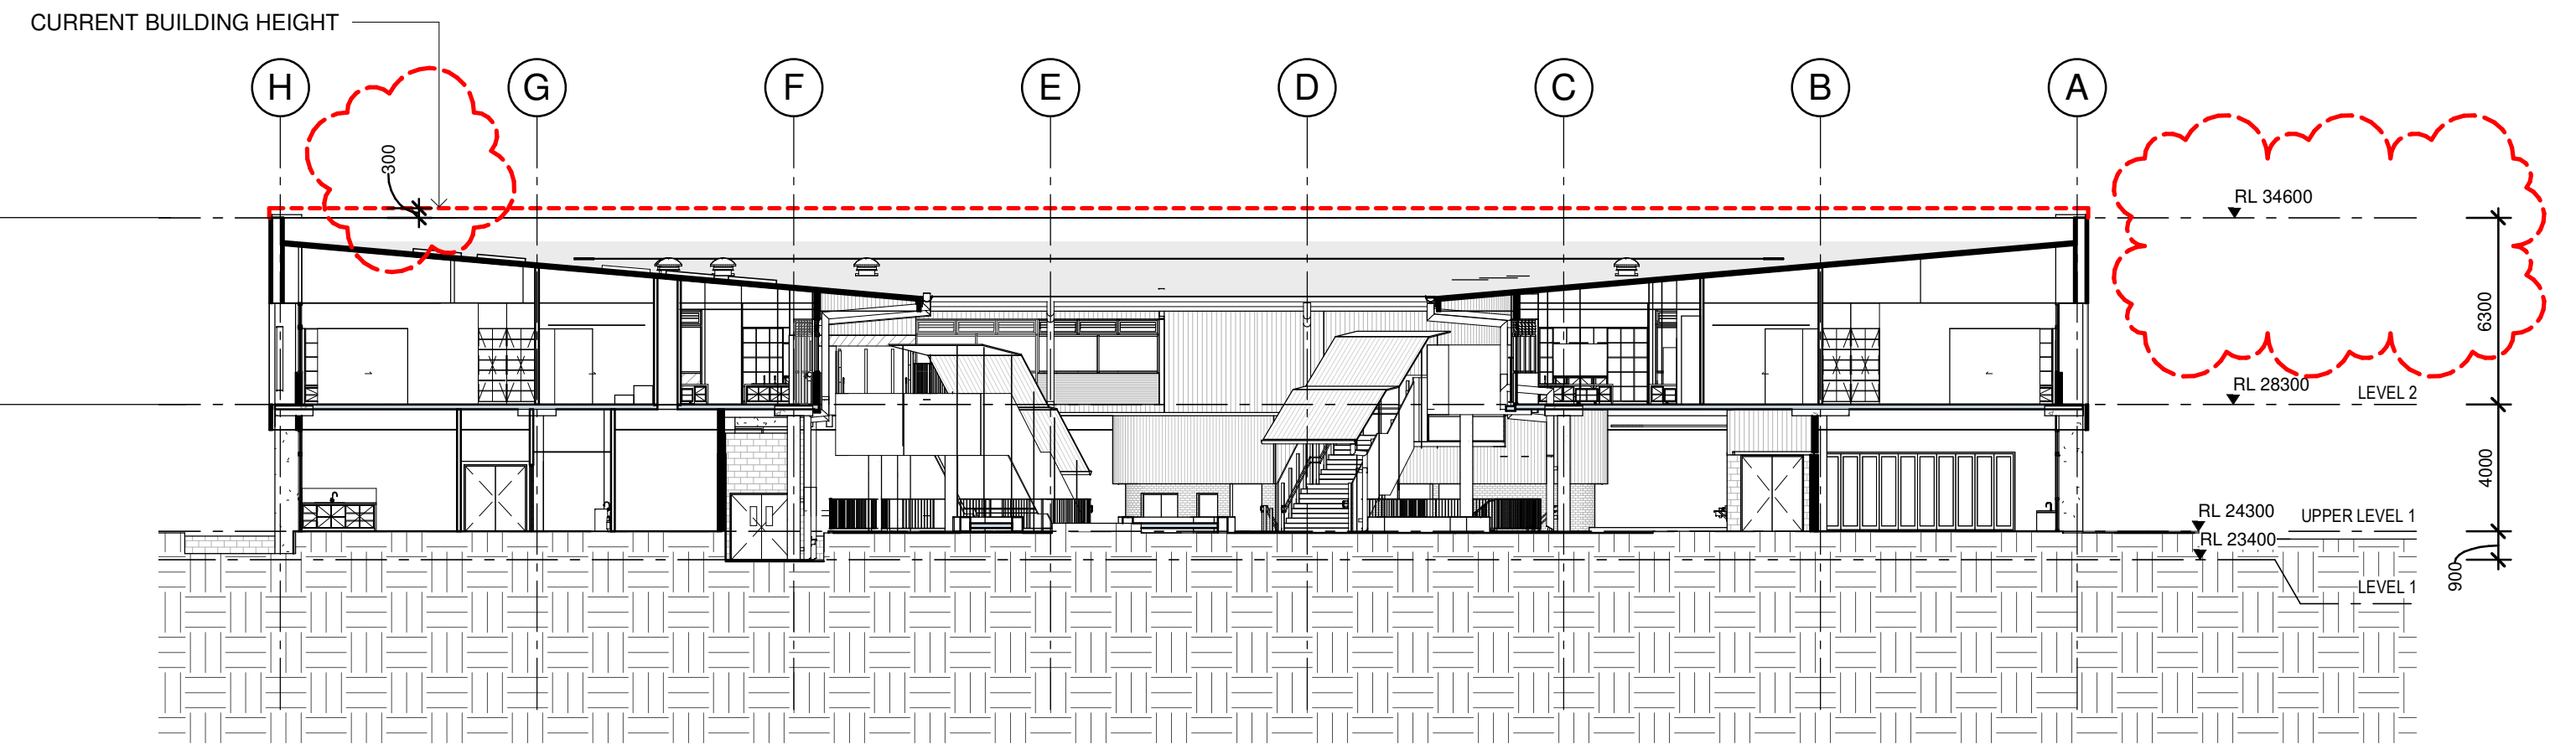 CURRENT BUILDING HEIGHT
H G F E D C B A
300
RL 34600
6300
RL 28300
LEVEL 2
4000
RL 24300
UPPER LEVEL 1
RL 23400
900
LEVEL 1